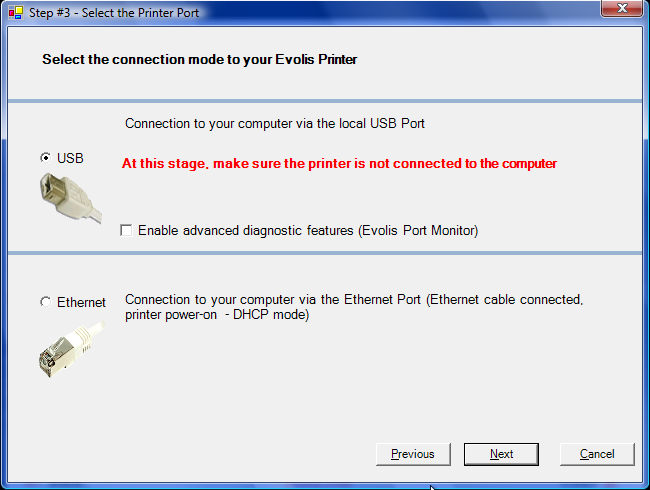 Step #3 - Select the Printer Port
Select the connection mode to your Evolis Printer
Connection to your computer via the local USB Port
USB
At this stage, make sure the printer is not connected to the computer
Enable advanced diagnostic features (Evolis Port Monitor)
Ethernet
Connection to your computer via the Ethernet Port (Ethernet cable connected,
printer power-on - DHCP mode)
Previous
Next
Cancel